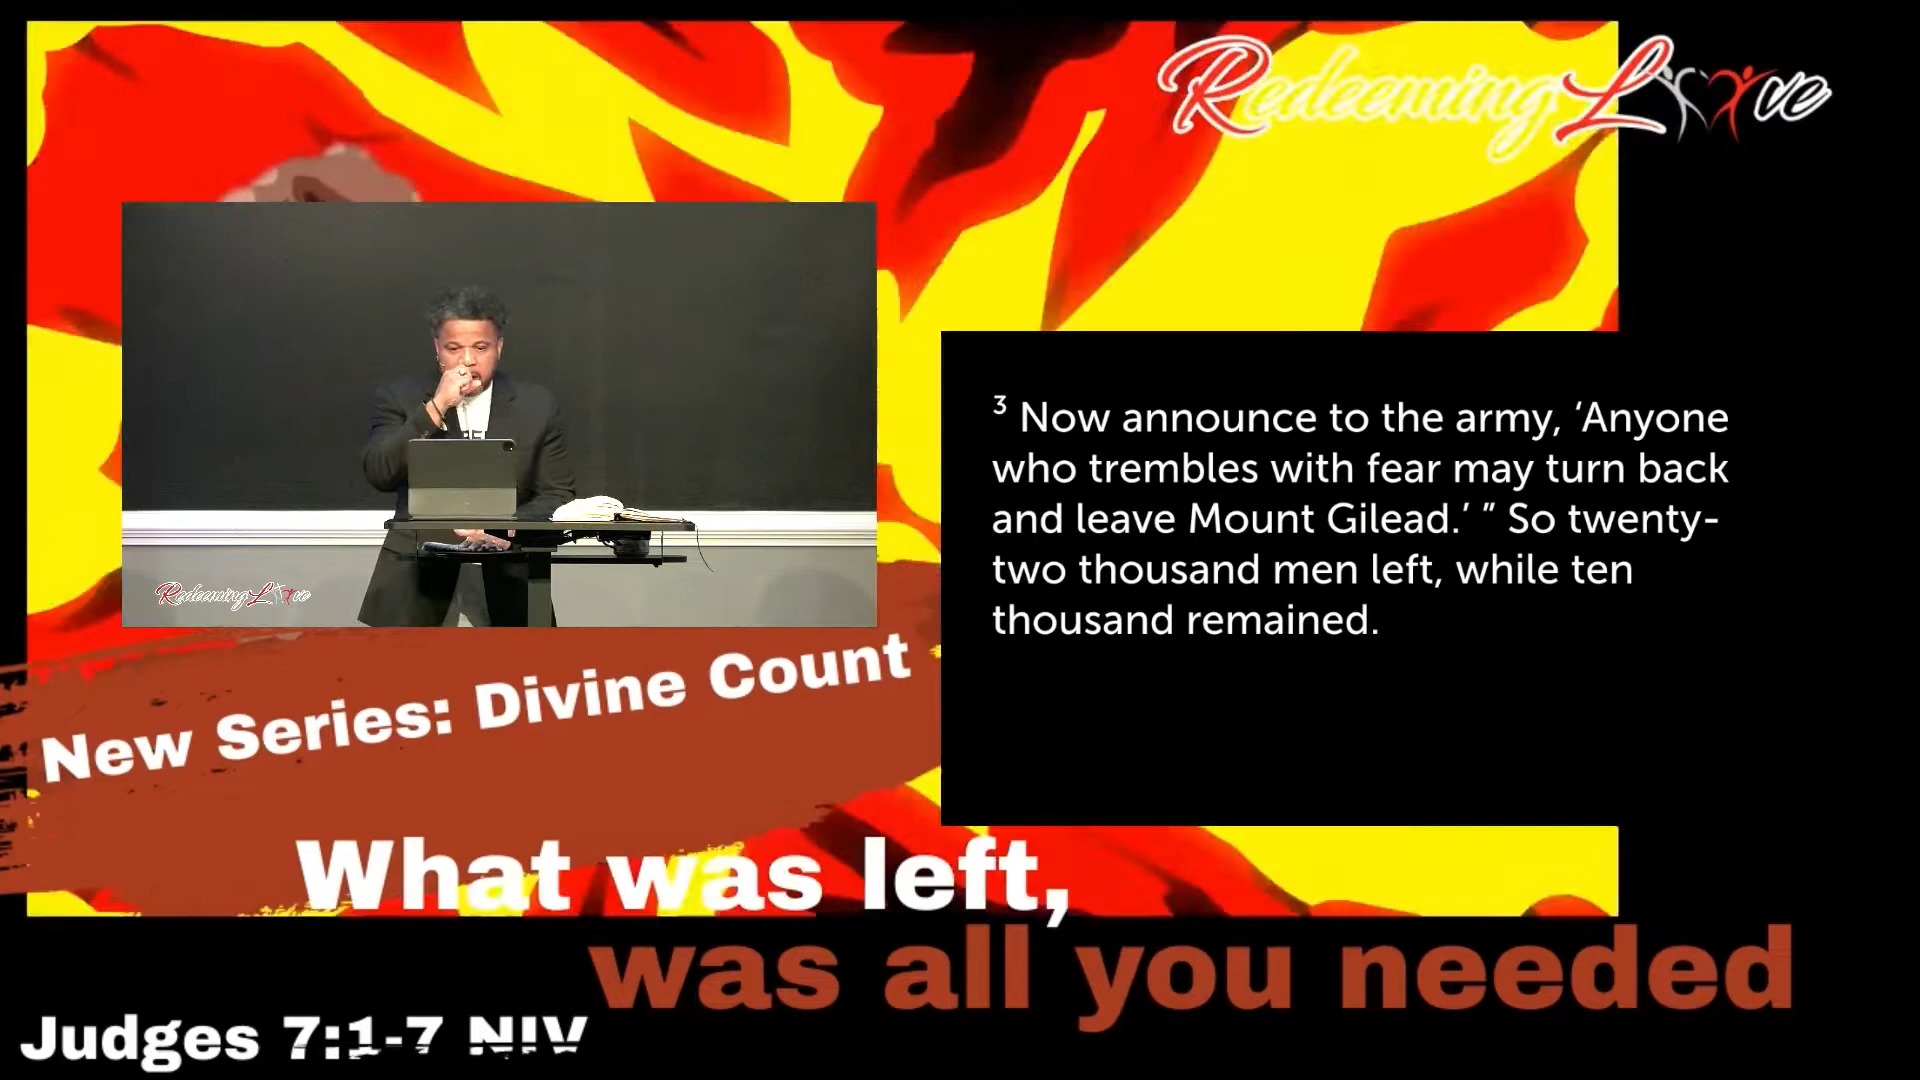 Redeeming Love
³ Now announce to the army, ‘Anyone
who trembles with fear may turn back
and leave Mount Gilead.’ ” So twenty-
two thousand men left, while ten
thousand remained.
Redeeming Love
New Series: Divine Count
What was left,
was all you needed
Judges 7:1-7 NIV